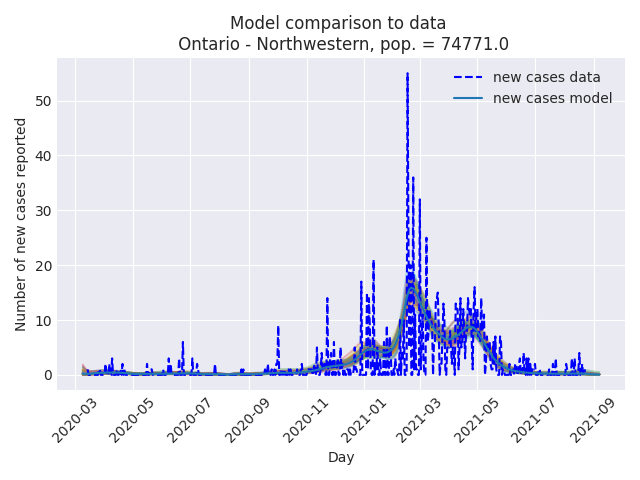 Model comparison to data
Ontario - Northwestern, pop. = 74771.0
new cases data
new cases model
Number of new cases reported
50
40
30
20
10
0
2020-03
2020-05
2020-07
2020-09
2020-11
2021-01
2021-03
2021-05
2021-07
2021-09
Day